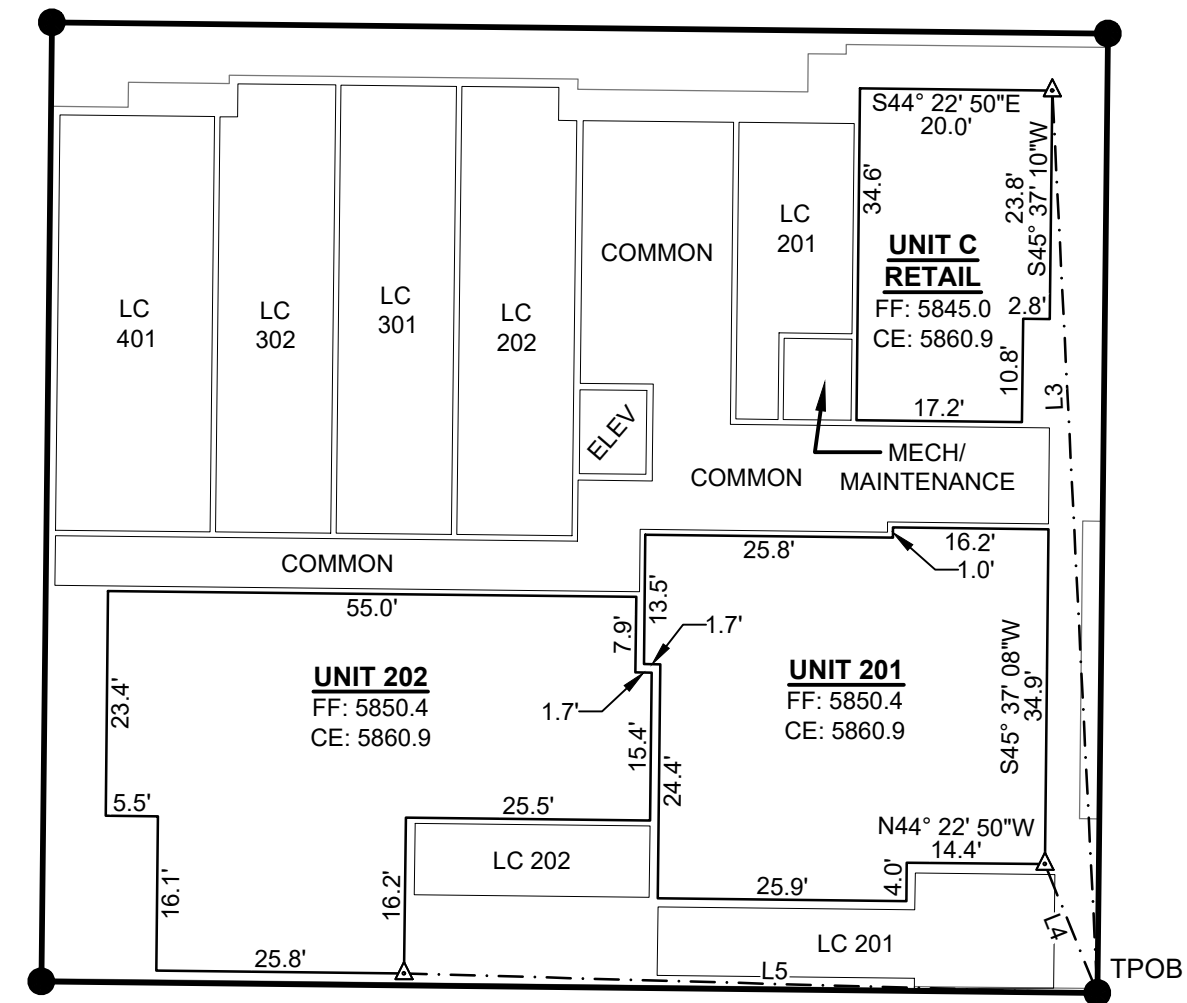 S44° 22' 50"E
20.0'
34.6'
23.8'
S45° 37' 10"W
UNIT C
RETAIL
FF: 5845.0
CE: 5860.9
2.8'
10.8'
17.2'
L3
LC
201
COMMON
LC
401
LC
302
LC
301
LC
202
ELEV
MECH/
MAINTENANCE
COMMON
COMMON
25.8'
16.2'
1.0'
13.5'
1.7'
55.0'
7.9'
UNIT 202
FF: 5850.4
CE: 5860.9
23.4'
1.7'
15.4'
5.5'
25.5'
16.1'
16.2'
25.8'
LC 202
UNIT 201
FF: 5850.4
CE: 5860.9
S45° 37' 08"W
34.9'
24.4'
N44° 22' 50"W
14.4'
4.0'
25.9'
LC 201
L4
L5
TPOB